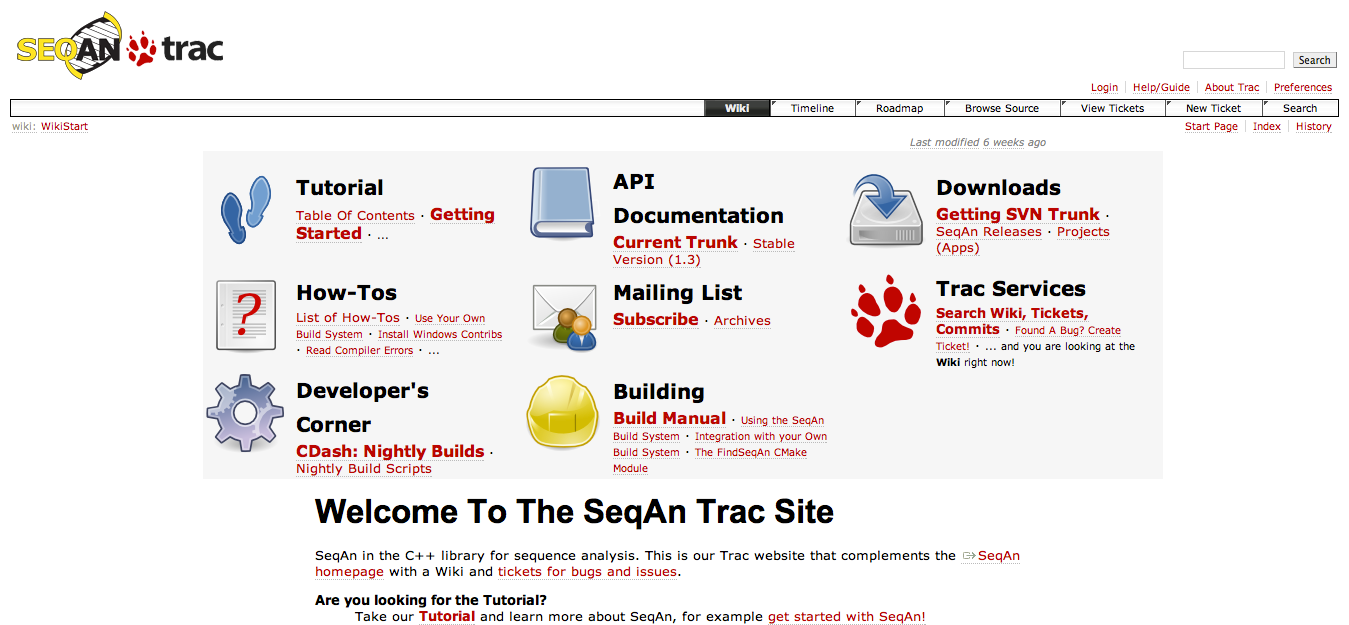 SEQAN trac
Search
Login Help/Guide About Trac Preferences
Wiki Timeline Roadmap Browse Source View Tickets New Ticket Search
wiki: WikiStart
Start Page Index History
Last modified 6 weeks ago
Tutorial
Table Of Contents · Getting
Started · ...
API
Documentation
Current Trunk · Stable
Version (1.3)
Downloads
Getting SVN Trunk ·
SeqAn Releases · Projects
(Apps)
?
How-Tos
List of How-Tos · Use Your Own
Build System · Install Windows Contribs
· Read Compiler Errors · ...
Mailing List
Subscribe · Archives
Trac Services
Search Wiki, Tickets,
Commits · Found A Bug? Create
Ticket! · ... and you are looking at the
Wiki right now!
Developer's
Corner
CDash: Nightly Builds ·
Nightly Build Scripts
Building
Build Manual · Using the SeqAn
Build System · Integration with your Own
Build System · The FindSeqAn CMake
Module
Welcome To The SeqAn Trac Site
SeqAn in the C++ library for sequence analysis. This is our Trac website that complements the SeqAn
homepage with a Wiki and tickets for bugs and issues.
Are you looking for the Tutorial?
Take our Tutorial and learn more about SeqAn, for example get started with SeqAn!